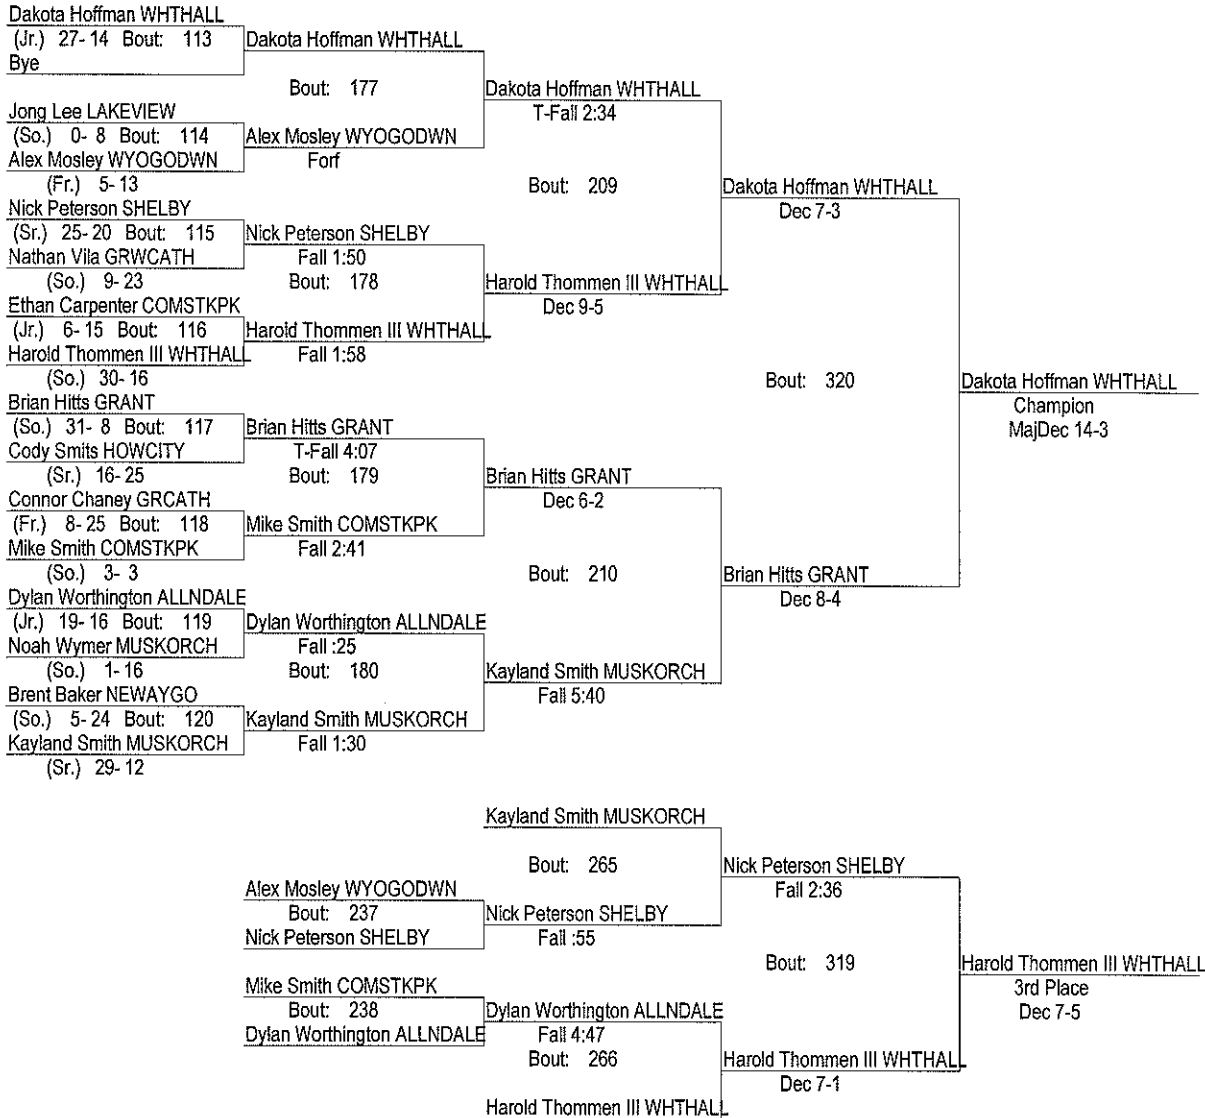 Dakota Hoffman WHTHALL
(Jr.) 27- 14 Bout: 113
Bye
Dakota Hoffman WHTHALL
Bout: 177
Jong Lee LAKEVIEW
(So.) 0- 8 Bout: 114
Alex Mosley WYOGODWN
(Fr.) 5- 13
Alex Mosley WYOGODWN
Forf
Dakota Hoffman WHTHALL
T-Fall 2:34
Bout: 209
Nick Peterson SHELBY
(Sr.) 25- 20 Bout: 115
Nathan Vila GRWCATH
(So.) 9- 23
Nick Peterson SHELBY
Fall 1:50
Bout: 178
Ethan Carpenter COMSTKPK
(Jr.) 6- 15 Bout: 116
Harold Thommen III WHTHALL
(So.) 30- 16
Harold Thommen III WHTHALL
Fall 1:58
Harold Thommen III WHTHALL
Dec 9-5
Dakota Hoffman WHTHALL
Dec 7-3
Bout: 320
Brian Hitts GRANT
(So.) 31- 8 Bout: 117
Cody Smits HOWCITY
(Sr.) 16- 25
Brian Hitts GRANT
T-Fall 4:07
Bout: 179
Connor Chaney GRCATH
(Fr.) 8- 25 Bout: 118
Mike Smith COMSTKPK
(So.) 3- 3
Mike Smith COMSTKPK
Fall 2:41
Brian Hitts GRANT
Dec 6-2
Bout: 210
Dylan Worthington ALLNDALE
(Jr.) 19- 16 Bout: 119
Noah Wymer MUSKORCH
(So.) 1- 16
Dylan Worthington ALLNDALE
Fall :25
Bout: 180
Brent Baker NEWAYGO
(So.) 5- 24 Bout: 120
Kayland Smith MUSKORCH
(Sr.) 29- 12
Kayland Smith MUSKORCH
Fall 1:30
Kayland Smith MUSKORCH
Fall 5:40
Brian Hitts GRANT
Dec 8-4
Dakota Hoffman WHTHALL
Champion
MajDec 14-3
Kayland Smith MUSKORCH
Bout: 265
Alex Mosley WYOGODWN
Bout: 237
Nick Peterson SHELBY
Nick Peterson SHELBY
Fall :55
Nick Peterson SHELBY
Fall 2:36
Bout: 319
Mike Smith COMSTKPK
Bout: 238
Dylan Worthington ALLNDALE
Dylan Worthington ALLNDALE
Fall 4:47
Bout: 266
Harold Thommen III WHTHALL
Harold Thommen III WHTHALL
Dec 7-1
Harold Thommen III WHTHALL
3rd Place
Dec 7-5